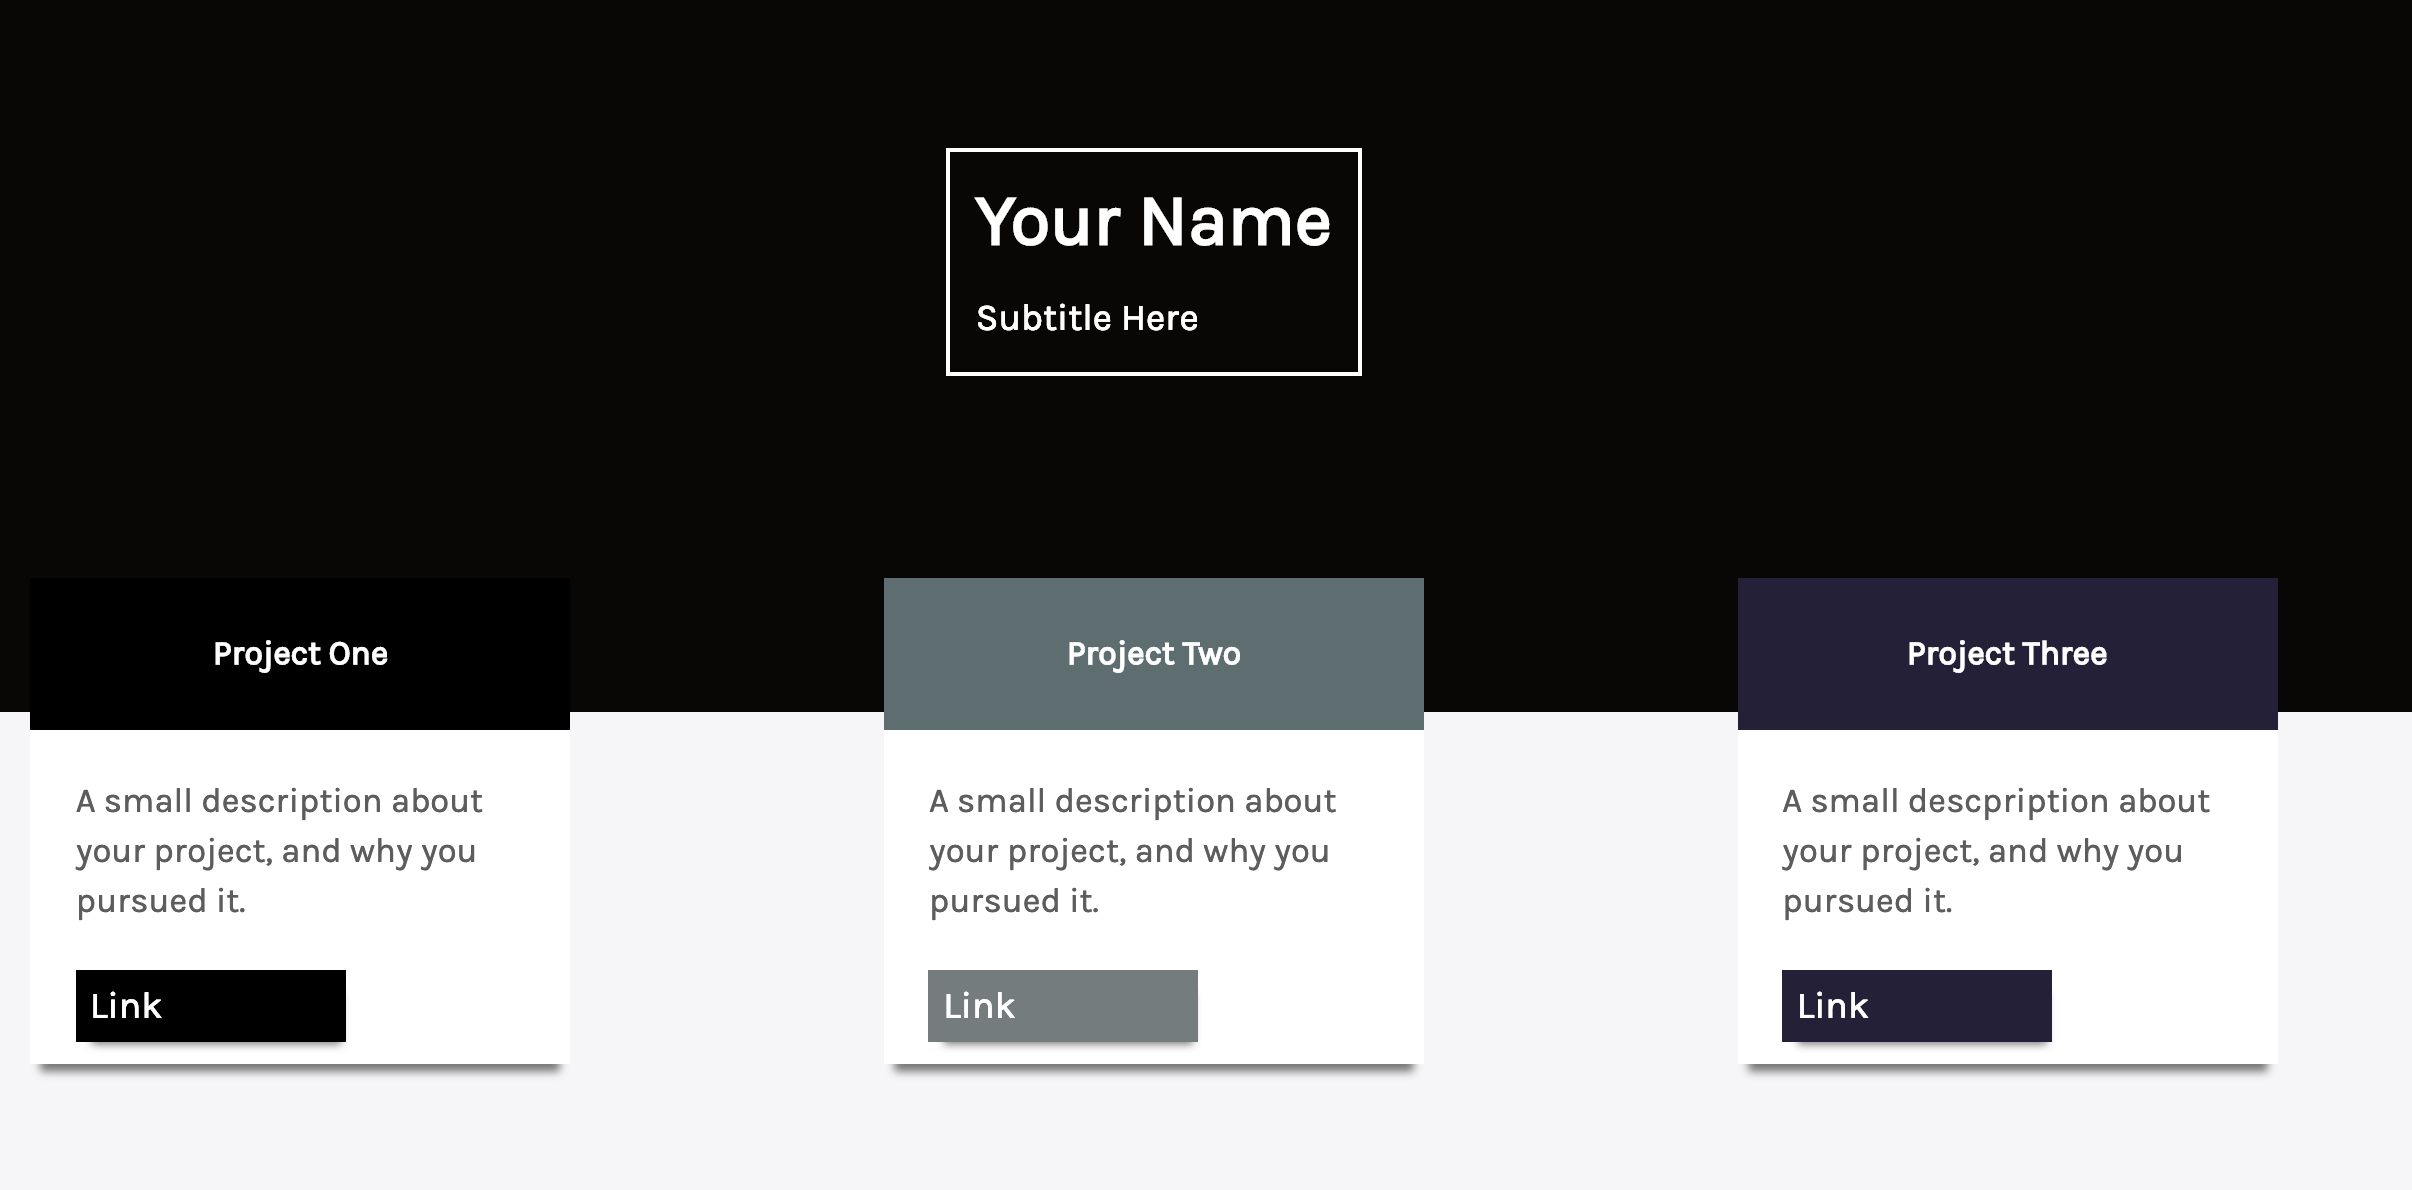 Your Name
Subtitle Here
Project One
A small description about
your project, and why you
pursued it.
Link
Project Two
A small description about
your project, and why you
pursued it.
Link
Project Three
A small descpription about
your project, and why you
pursued it.
Link